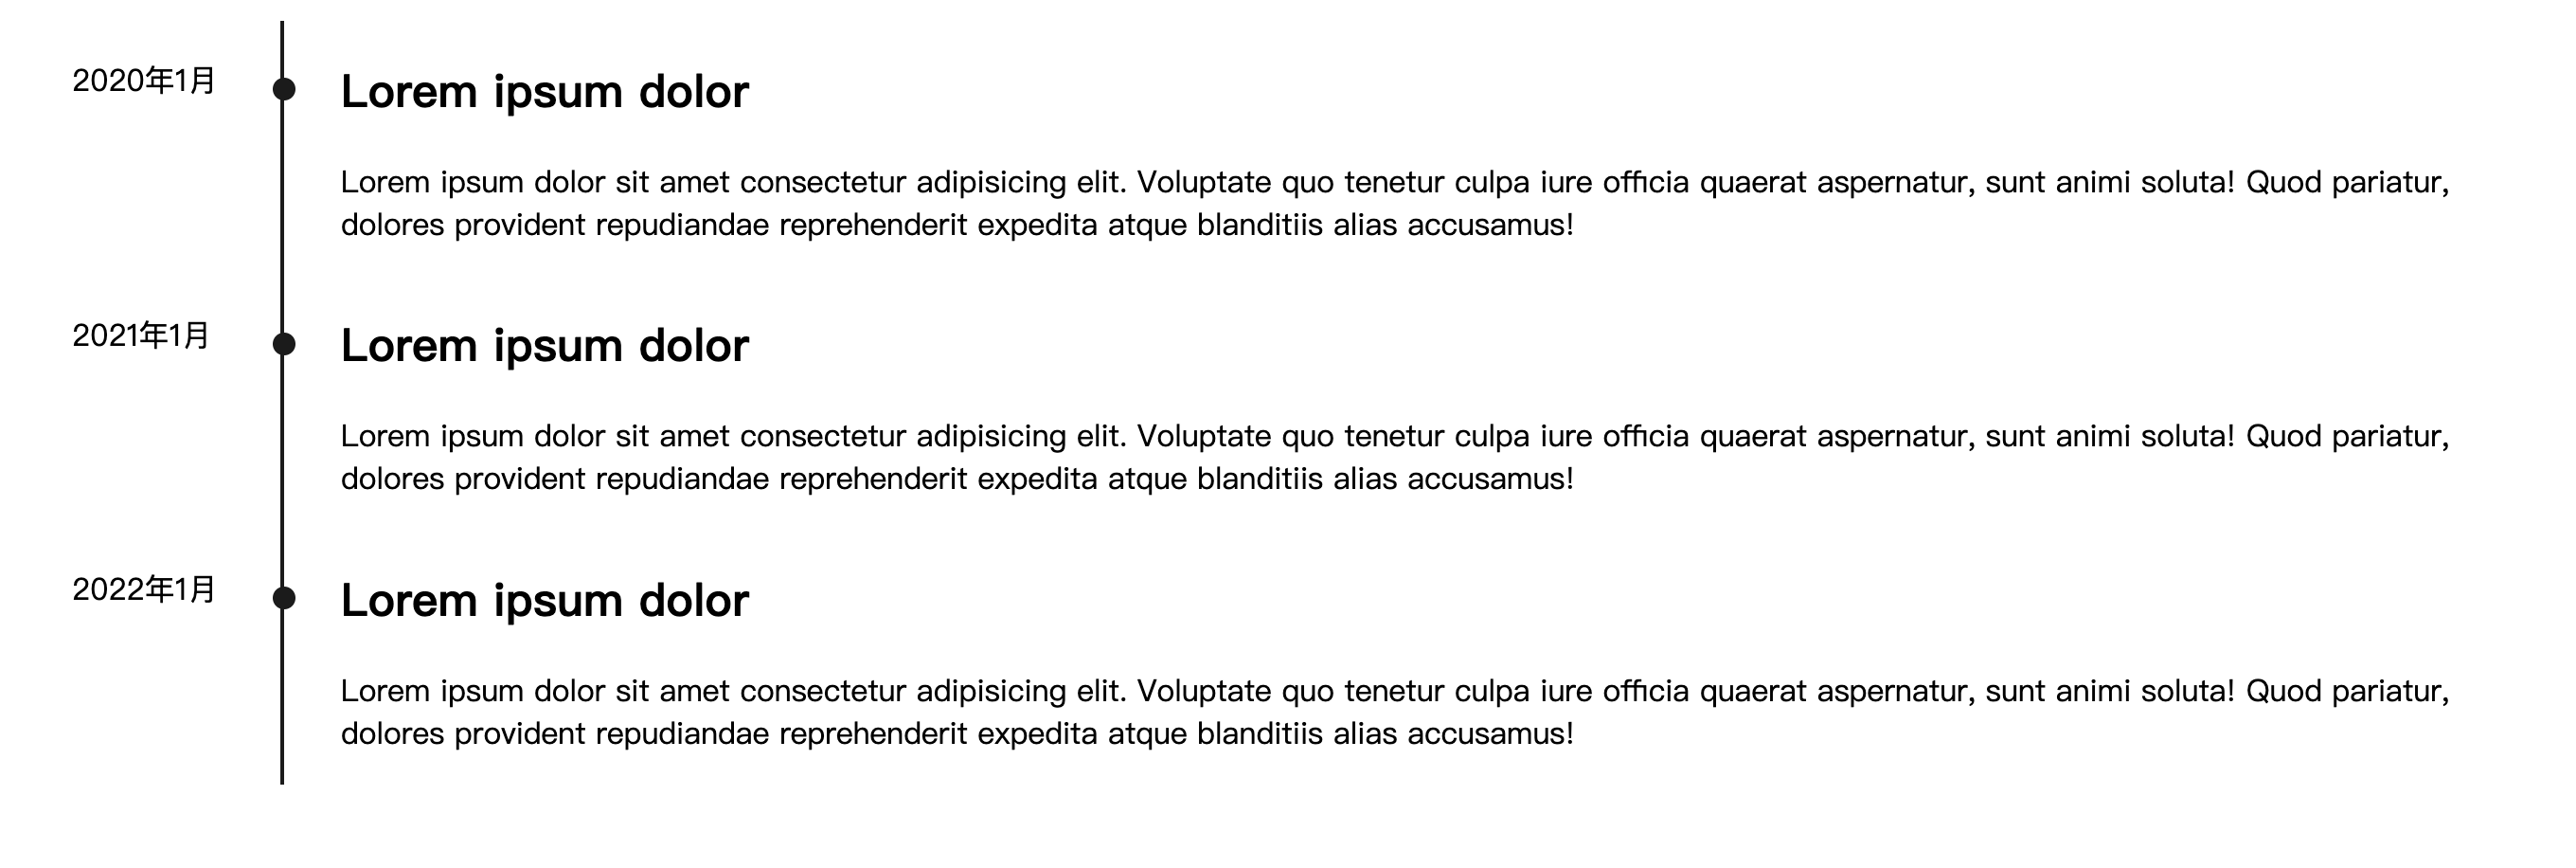 2020年1月
Lorem ipsum dolor
Lorem ipsum dolor sit amet consectetur adipisicing elit. Voluptate quo tenetur culpa iure officia quaerat aspernatur, sunt animi soluta! Quod pariatur,
dolores provident repudiandae reprehenderit expedita atque blanditiis alias accusamus!
2021年1月
Lorem ipsum dolor
Lorem ipsum dolor sit amet consectetur adipisicing elit. Voluptate quo tenetur culpa iure officia quaerat aspernatur, sunt animi soluta! Quod pariatur,
dolores provident repudiandae reprehenderit expedita atque blanditiis alias accusamus!
2022年1月
Lorem ipsum dolor
Lorem ipsum dolor sit amet consectetur adipisicing elit. Voluptate quo tenetur culpa iure officia quaerat aspernatur, sunt animi soluta! Quod pariatur,
dolores provident repudiandae reprehenderit expedita atque blanditiis alias accusamus!